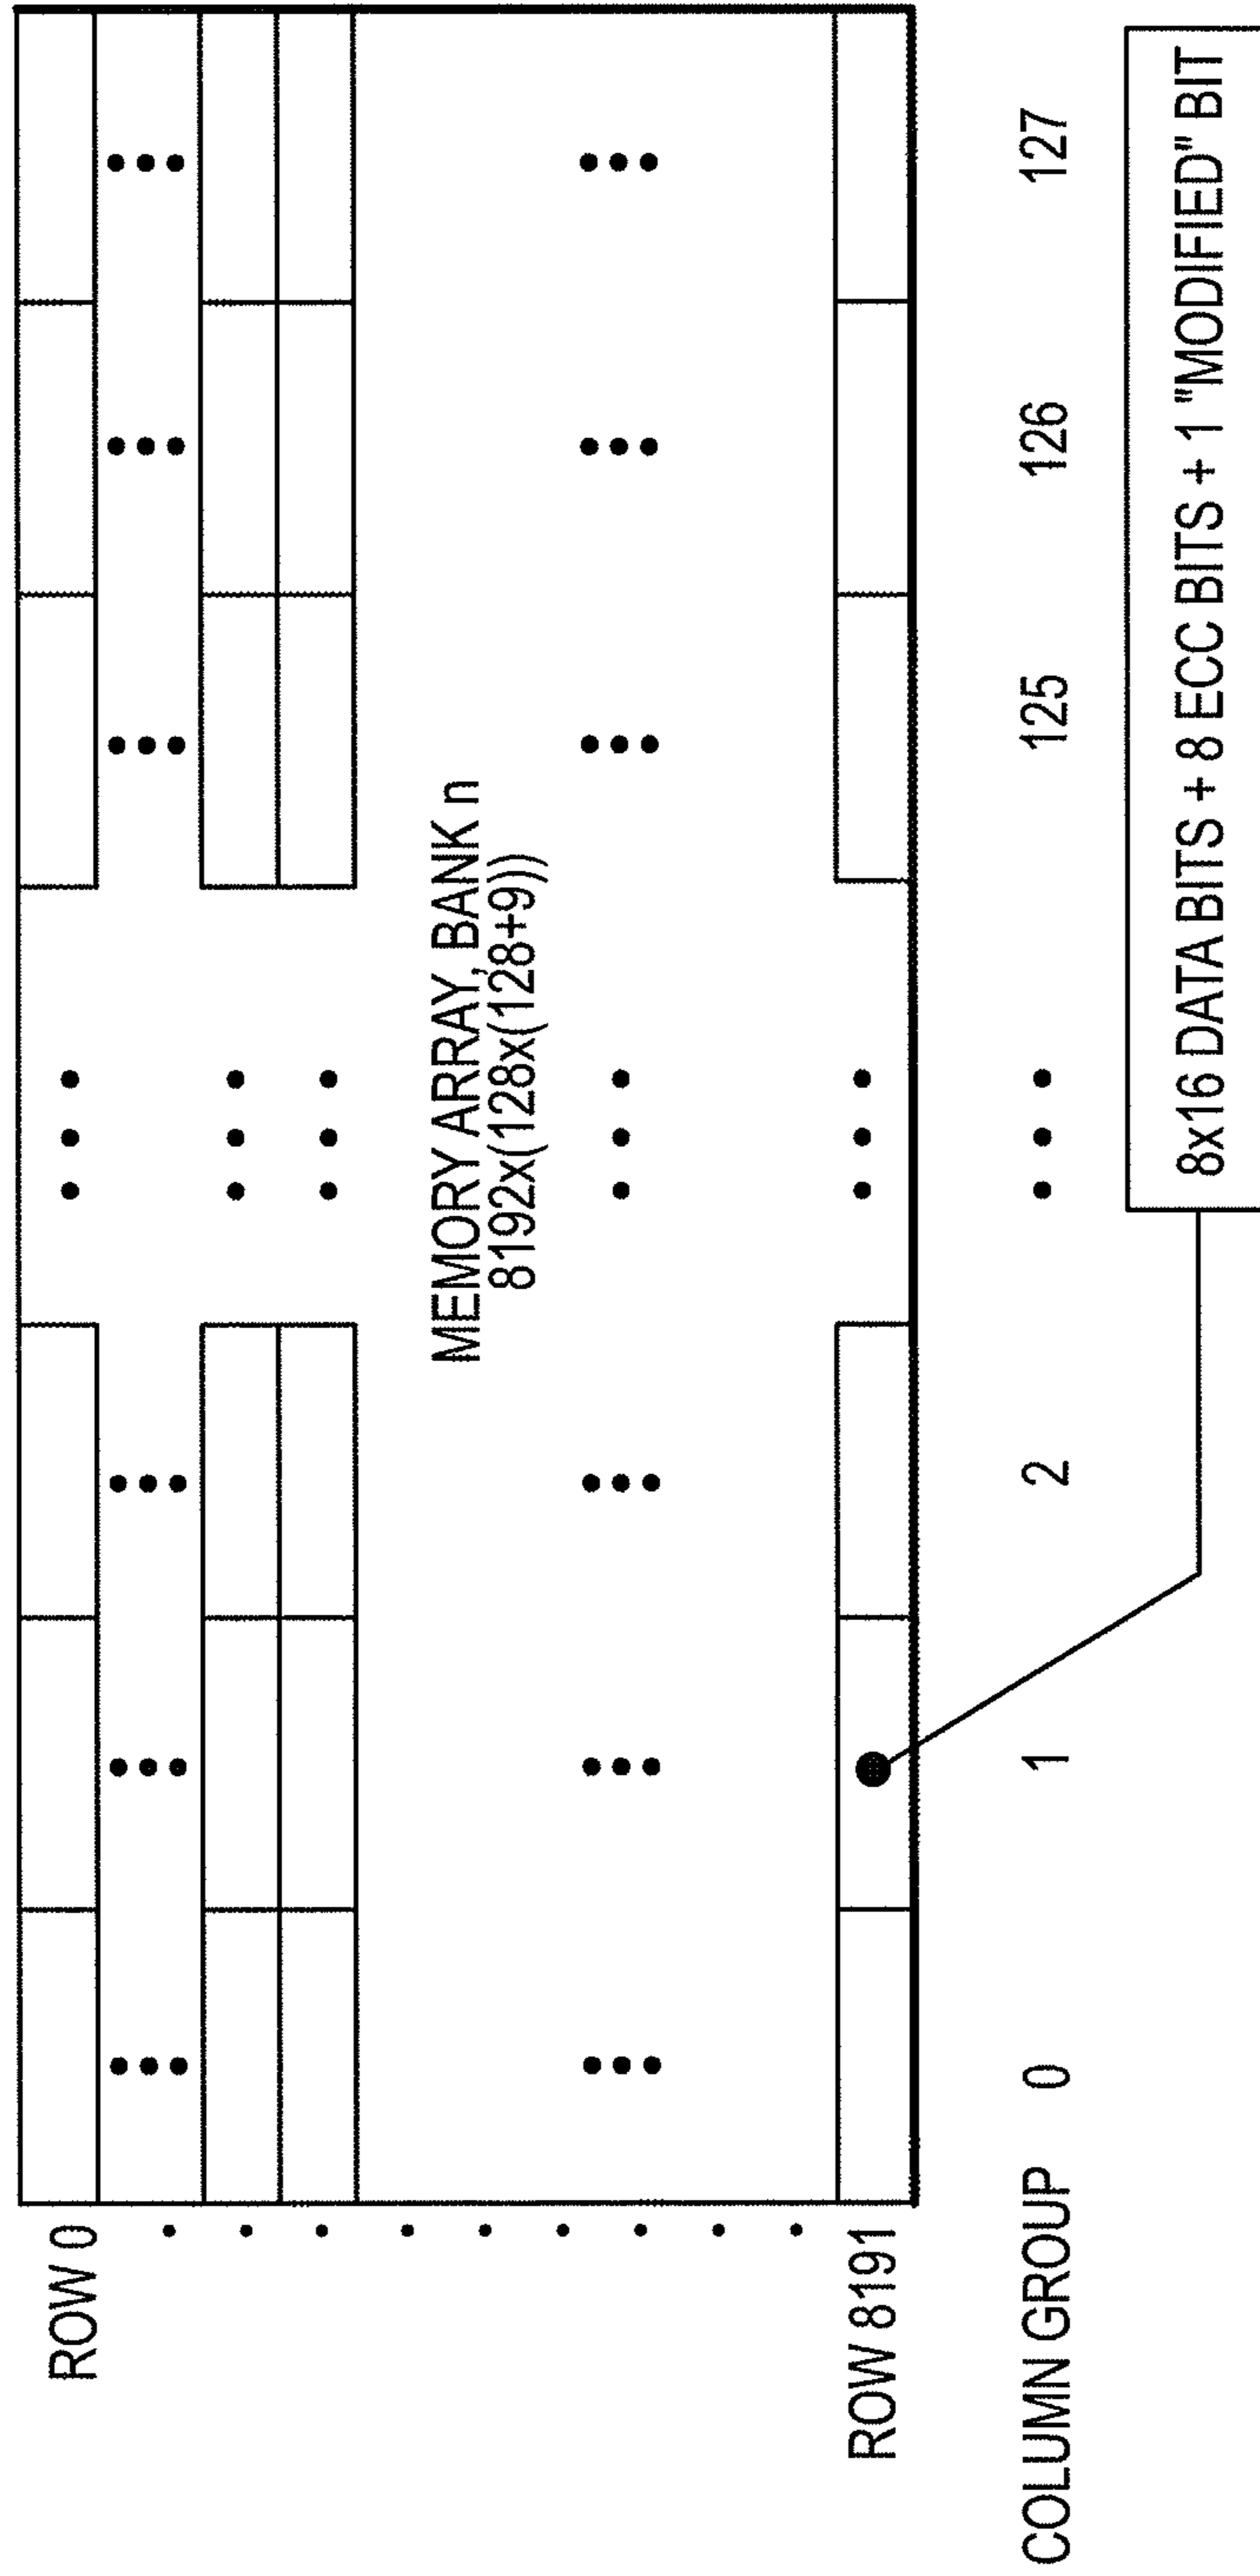 ROW 0
MEMORY ARRAY, BANK n
8192x(128x(128+9))
ROW 8191
COLUMN GROUP 0 1 2 125 126 127
8x16 DATA BITS + 8 ECC BITS + 1 "MODIFIED" BIT